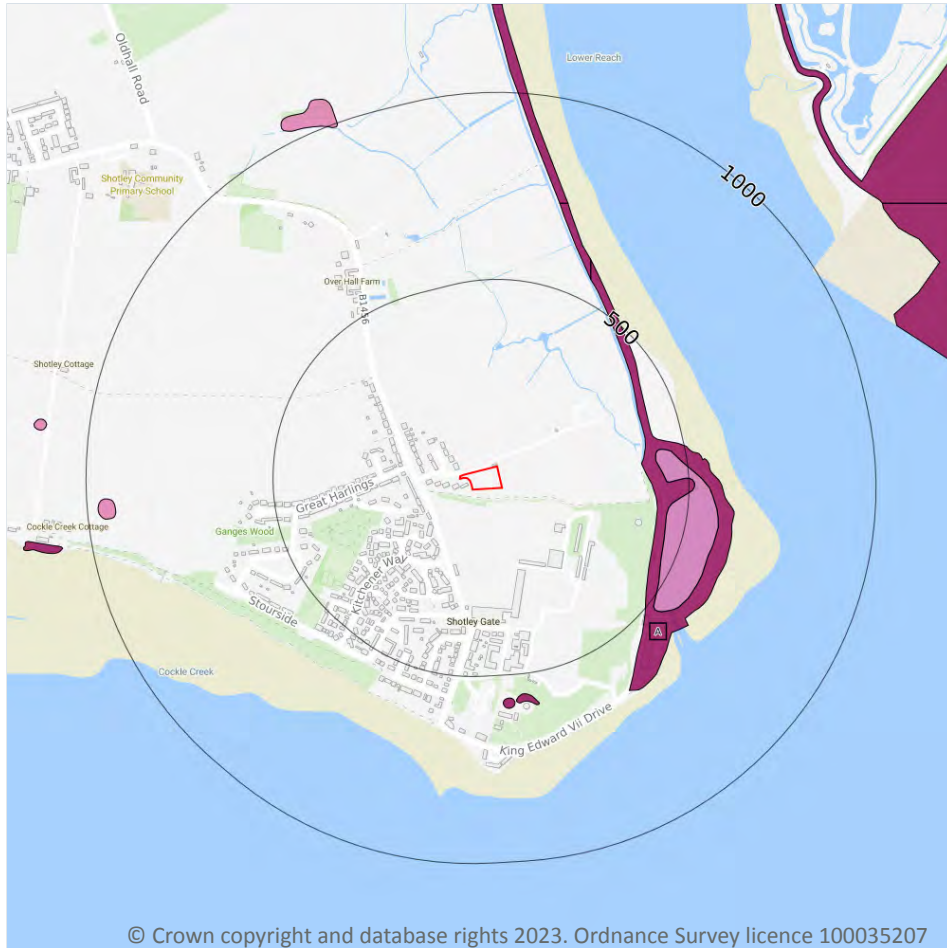 Oldhall Road
Lower Reach
Shotley Community
Primary School
1000
Over Hall Farm
B1456
500
Shotley Cottage
Great Harlings
Cockle Creek Cottage
Ganges Wood
Kitchener Way
Stourside
Shotley Gate
A
Cockle Creek
King Edward Vii Drive
© Crown copyright and database rights 2023. Ordnance Survey licence 100035207